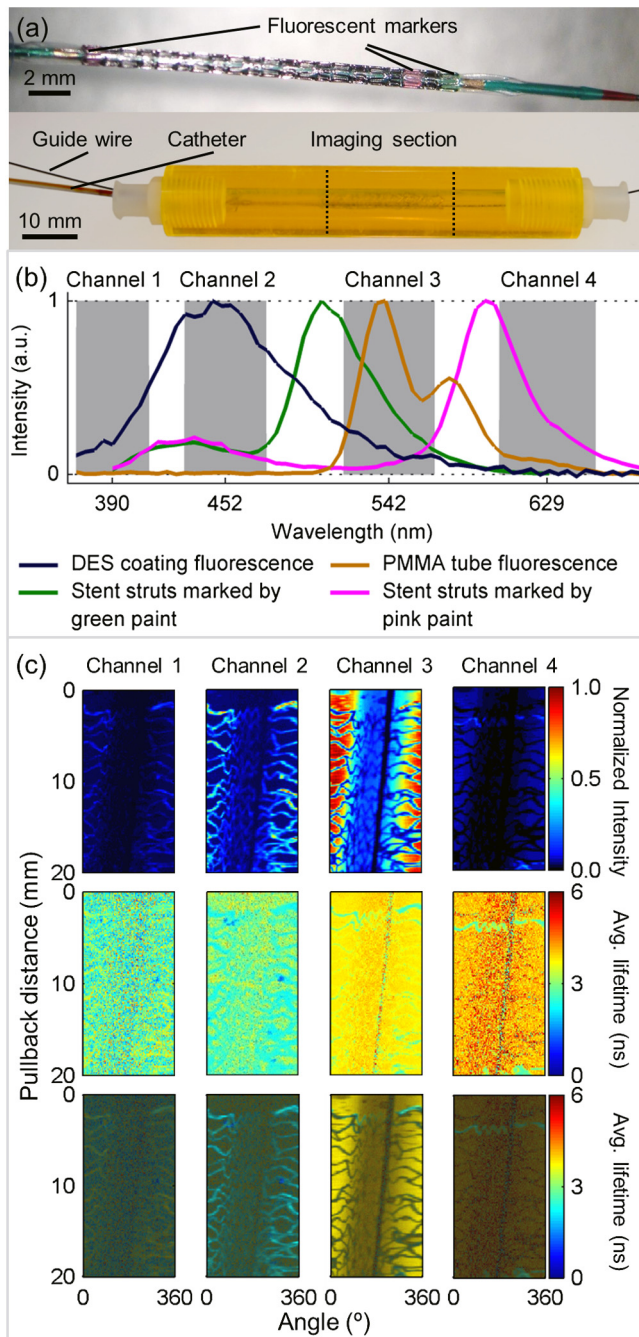 (a)
Fluorescent markers
2 mm
Guide wire
Catheter
Imaging section
10 mm
(b)
Channel 1 Channel 2 Channel 3 Channel 4
1
Intensity (a.u.)
0
390 452 542 629
Wavelength (nm)
DES coating fluorescence
PMMA tube fluorescence
Stent struts marked by
green paint
Stent struts marked by
pink paint
(c)
Channel 1 Channel 2 Channel 3 Channel 4
0
10
20
1.0
0.5
0.0
Normalized Intensity
Pullback distance (mm)
0
10
20
6
3
0
Avg. lifetime (ns)
0
10
20
6
3
0
Avg. lifetime (ns)
0 360 0 360 0 360 0 360
Angle (º)